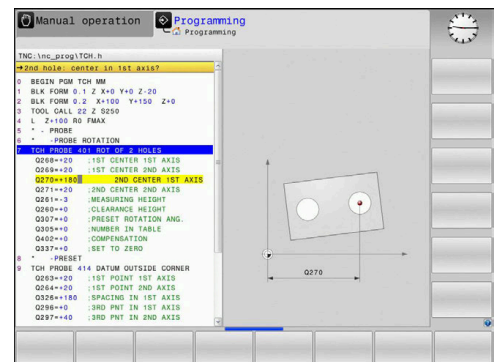 Manual operation
Programming
Programming
TNC:\nc_prog\TCH.h
→2nd hole: center in 1st axis?
0 BEGIN PGM TCH MM
1 BLK FORM 0.1 Z X+0 Y+0 Z-20
2 BLK FORM 0.2 X+100 Y+150 Z+0
3 TOOL CALL 22 Z S250
4 L Z+100 R0 FMAX
5 * - PROBE
6 * -PROBE ROTATION
7 TCH PROBE 401 ROT OF 2 HOLES
Q268=+20 ;1ST CENTER 1ST AXIS
Q269=+20 ;1ST CENTER 2ND AXIS
Q270=+180 2ND CENTER 1ST AXIS
Q271=+20 ;2ND CENTER 2ND AXIS
Q261=-3 ;MEASURING HEIGHT
Q260=+0 ;CLEARANCE HEIGHT
Q307=+0 ;PRESET ROTATION ANG.
Q305=+0 ;NUMBER IN TABLE
Q402=+0 ;COMPENSATION
Q337=+0 ;SET TO ZERO
8 * -PRESET
9 TCH PROBE 414 DATUM OUTSIDE CORNER
Q263=+20 ;1ST POINT 1ST AXIS
Q264=+20 ;1ST POINT 2ND AXIS
Q326=+180 ;SPACING IN 1ST AXIS
Q296=+0 ;3RD PNT IN 1ST AXIS
Q297=+40 ;3RD PNT IN 2ND AXIS
Q270